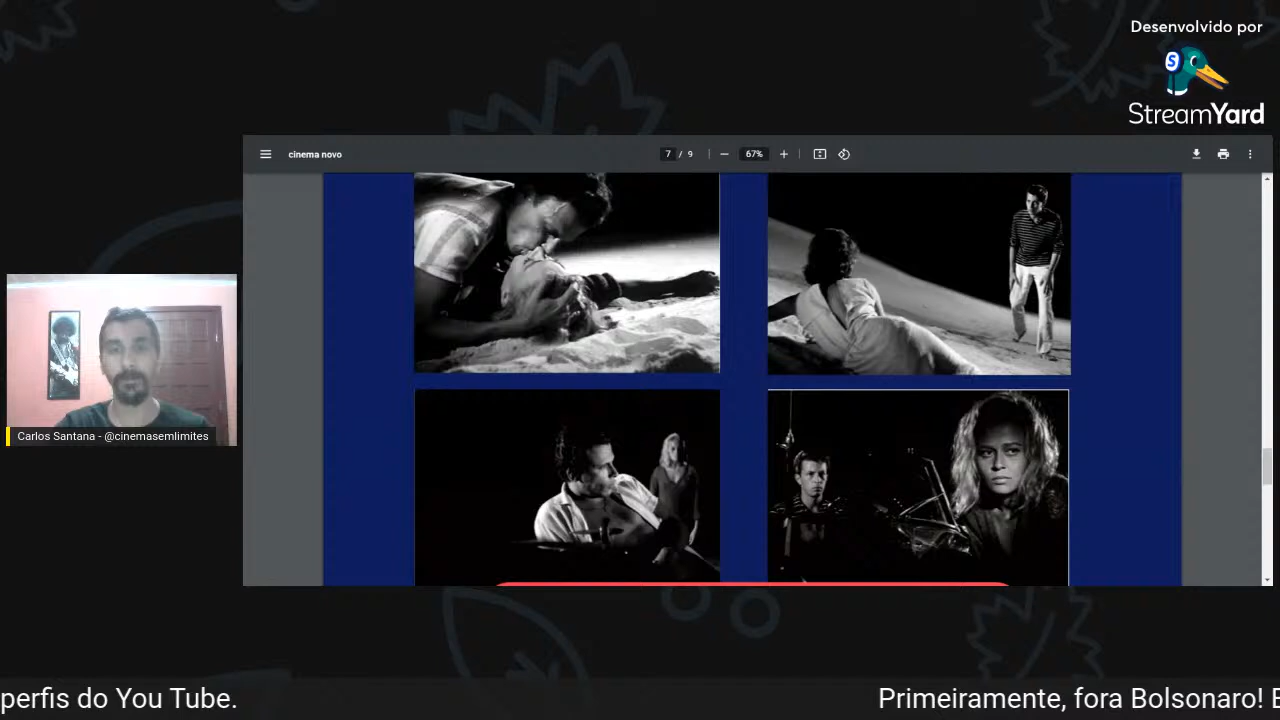 Desenvolvido por
StreamYard
cinema novo
7 / 9
67%
Carlos Santana - @cinemasemlimites
perfis do You Tube.
Primeiramente, fora Bolsonaro! E